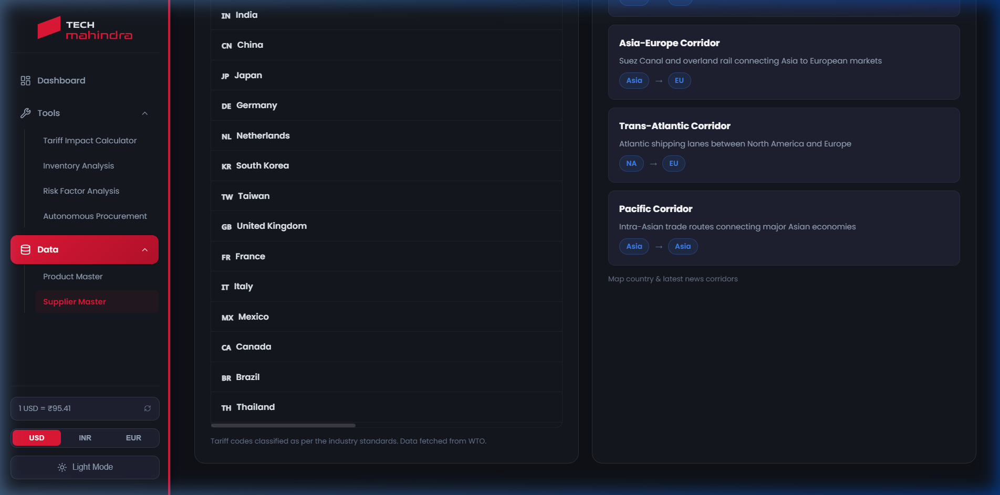 TECH
mahindra
Dashboard
Tools
Tariff Impact Calculator
Inventory Analysis
Risk Factor Analysis
Autonomous Procurement
Data
Product Master
Supplier Master
1 USD = ₹95.41
USD INR EUR
Light Mode
IN India
CN China
JP Japan
DE Germany
NL Netherlands
KR South Korea
TW Taiwan
GB United Kingdom
FR France
IT Italy
MX Mexico
CA Canada
BR Brazil
TH Thailand
Tariff codes classified as per the industry standards. Data fetched from WTO.
Asia-Europe Corridor
Suez Canal and overland rail connecting Asia to European markets
Asia → EU
Trans-Atlantic Corridor
Atlantic shipping lanes between North America and Europe
NA → EU
Pacific Corridor
Intra-Asian trade routes connecting major Asian economies
Asia → Asia
Map country & latest news corridors